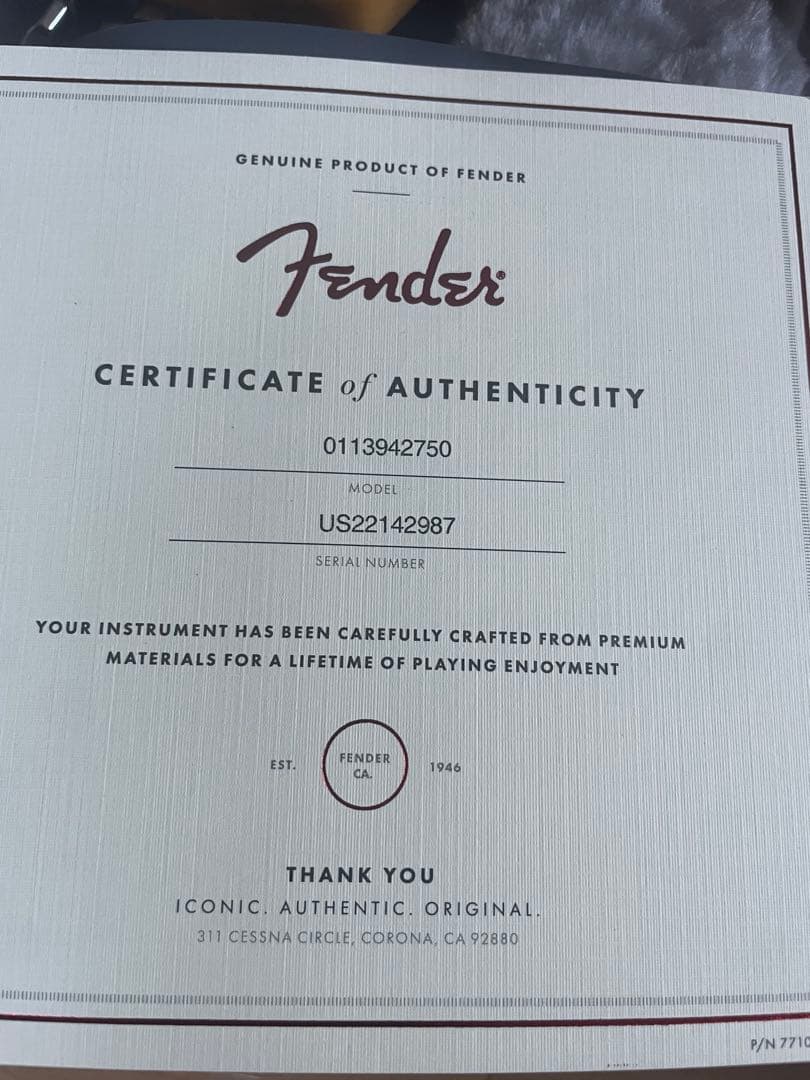 GENUINE PRODUCT OF FENDER
Fender®
CERTIFICATE of AUTHENTICITY
0113942750
MODEL
US22142987
SERIAL NUMBER
YOUR INSTRUMENT HAS BEEN CAREFULLY CRAFTED FROM PREMIUM
MATERIALS FOR A LIFETIME OF PLAYING ENJOYMENT
EST. FENDER CA. 1946
THANK YOU
ICONIC. AUTHENTIC. ORIGINAL.
311 CESSNA CIRCLE, CORONA, CA 92880
P/N 7710